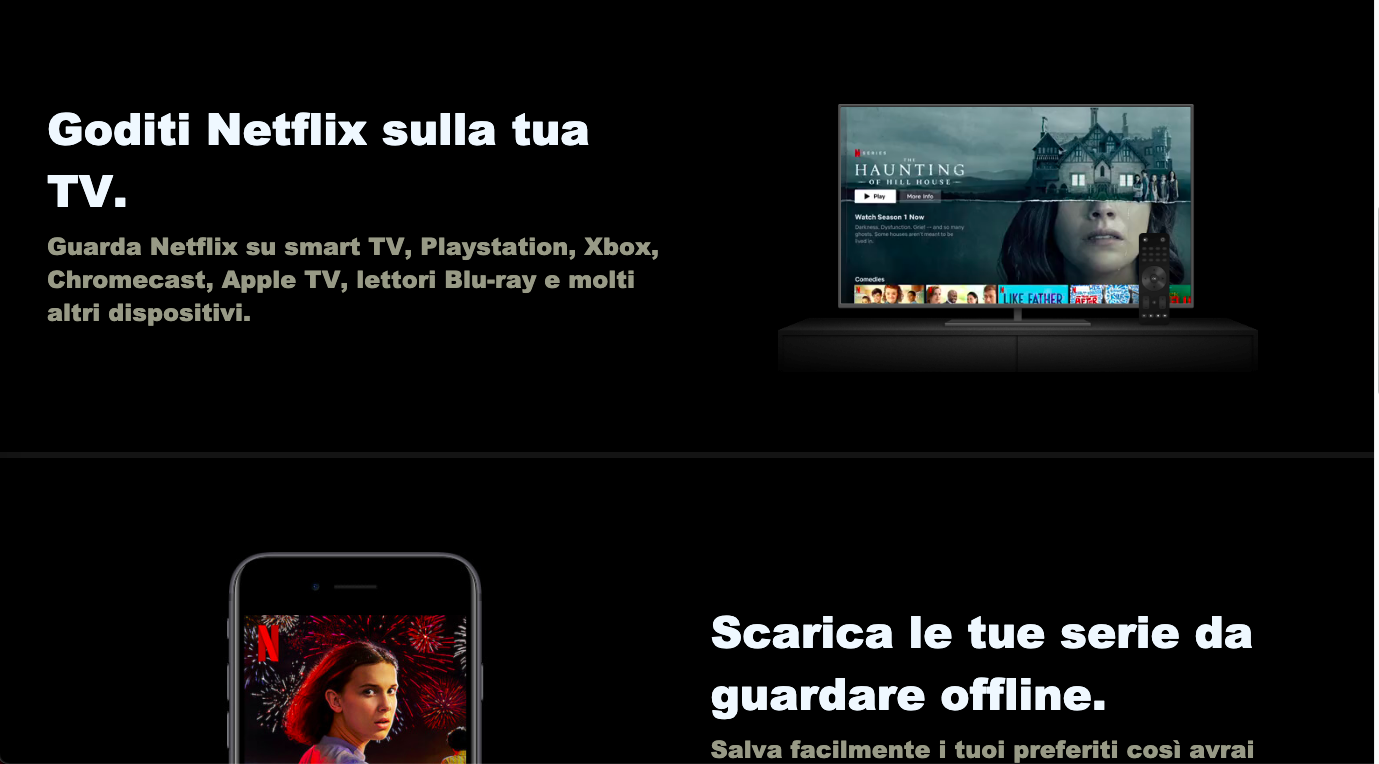 Goditi Netflix sulla tua
TV.
Guarda Netflix su smart TV, Playstation, Xbox,
Chromecast, Apple TV, lettori Blu-ray e molti
altri dispositivi.
N SERIES
THE
HAUNTING
OF HILL HOUSE
Play More Info
Watch Season 1 Now
Darkness. Dysfunction. Grief — and so many
ghosts. Some houses aren't meant to be
lived in.
Comedies
LIKE FATHER
AFTER
N
Scarica le tue serie da
guardare offline.
Salva facilmente i tuoi preferiti così avrai